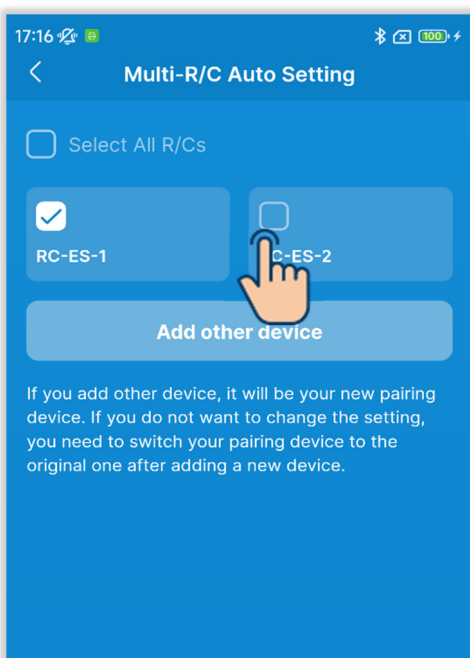 17:16
100
Multi-R/C Auto Setting
Select All R/Cs
RC-ES-1
C-ES-2
Add other device
If you add other device, it will be your new pairing
device. If you do not want to change the setting,
you need to switch your pairing device to the
original one after adding a new device.